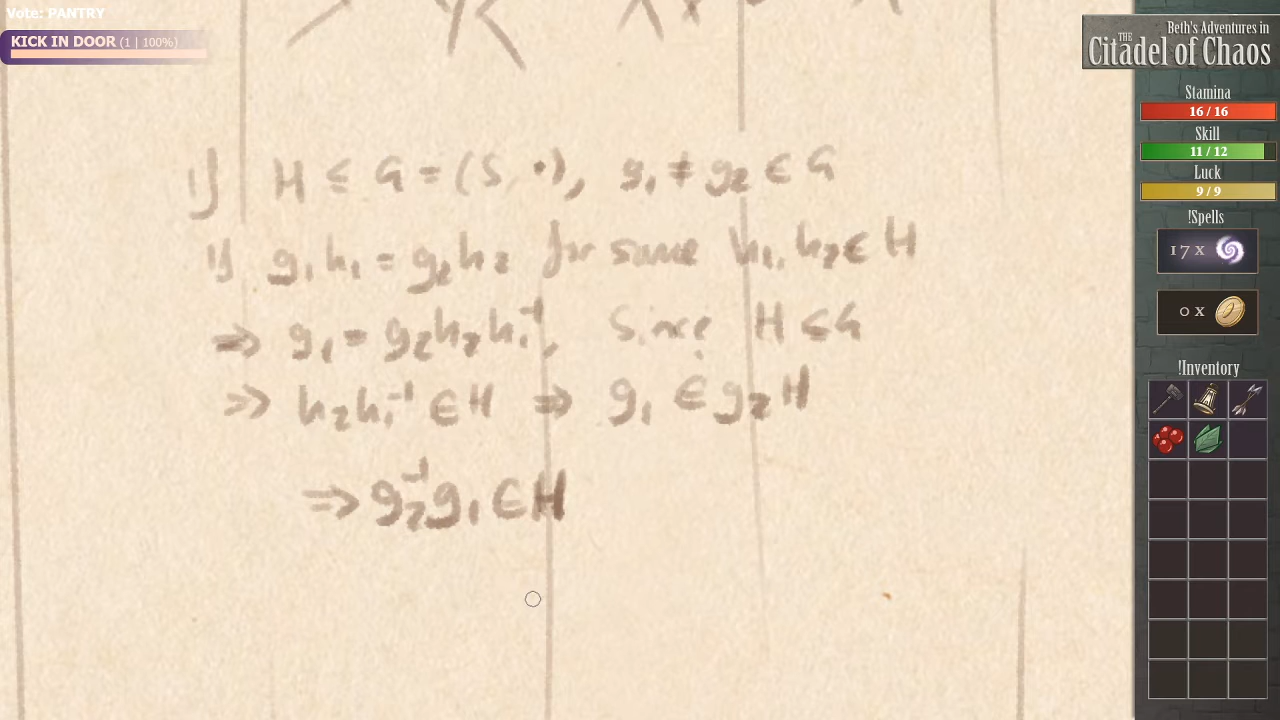 Vote: PANTRY
KICK IN DOOR (1 | 100%)
Beth's Adventures in
THE
Citadel of Chaos
Stamina
16 / 16
Skill
11 / 12
Luck
9 / 9
!Spells
17 x
0 x
!Inventory
If H ≤ G = (S •), g₁ ≠ g₂ ∈ G
If g₁h₁ = g₂h₂ for some h₁, h₂ ∈ H
⇒ g₁ = g₂h₂h₁⁻¹, Since H ≤ G
⇒ h₂h₁⁻¹ ∈ H ⇒ g₁ ∈ g₂H
⇒ g₂⁻¹g₁ ∈ H